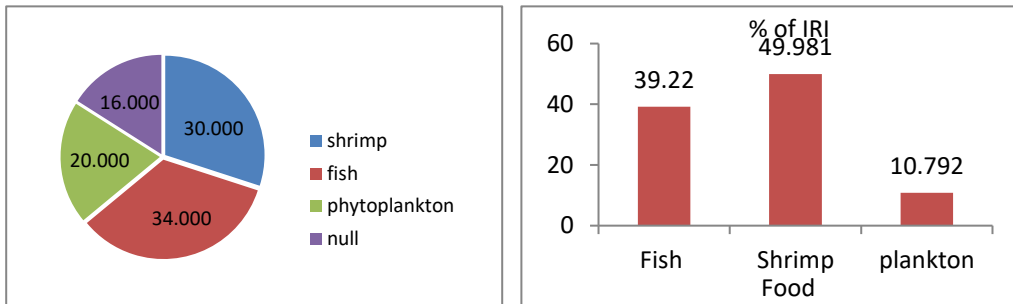 16.000
30.000
20.000
34.000
shrimp
fish
phytoplankton
null
% of IRI
60
40
20
0
39.22
49.981
10.792
Fish
Shrimp
plankton
Food